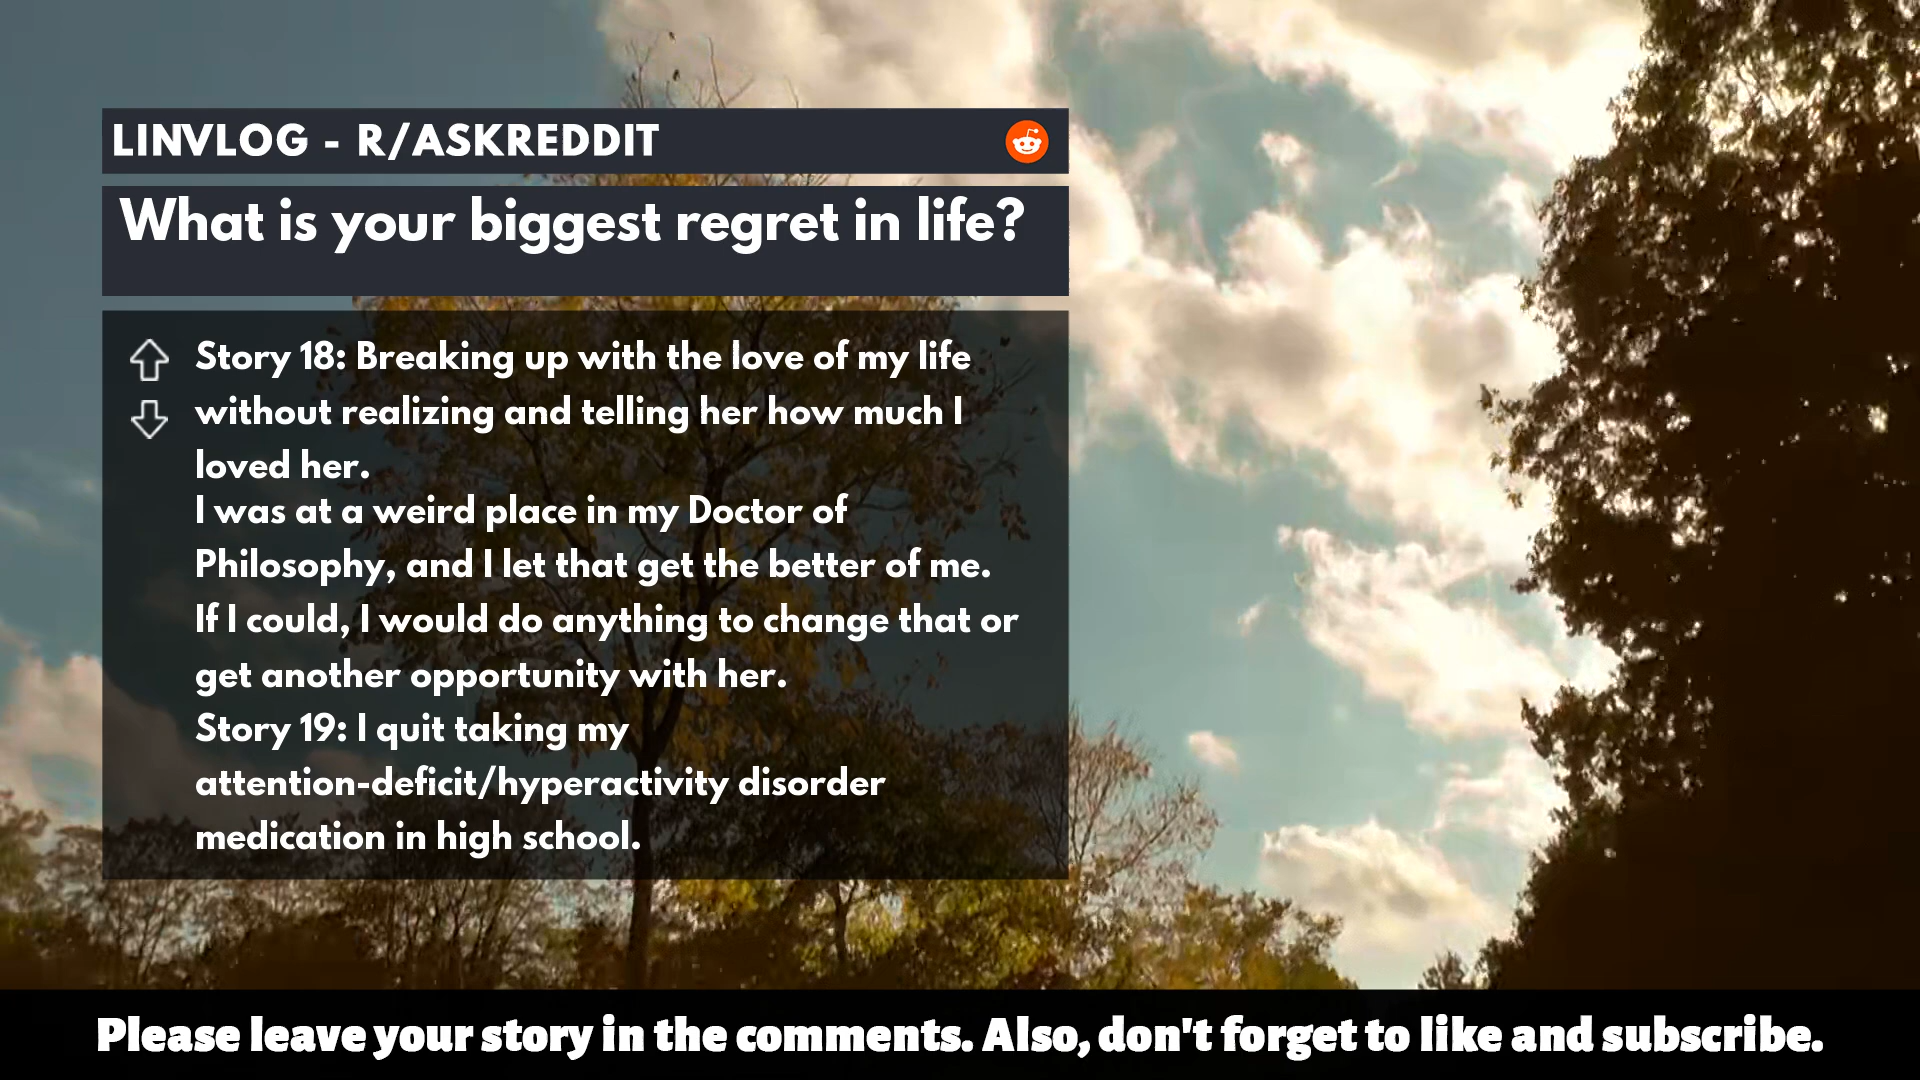 LINVLOG - R/ASKREDDIT
What is your biggest regret in life?
Story 18: Breaking up with the love of my life
without realizing and telling her how much I
loved her.
I was at a weird place in my Doctor of
Philosophy, and I let that get the better of me.
If I could, I would do anything to change that or
get another opportunity with her.
Story 19: I quit taking my
attention-deficit/hyperactivity disorder
medication in high school.
Please leave your story in the comments. Also, don't forget to like and subscribe.